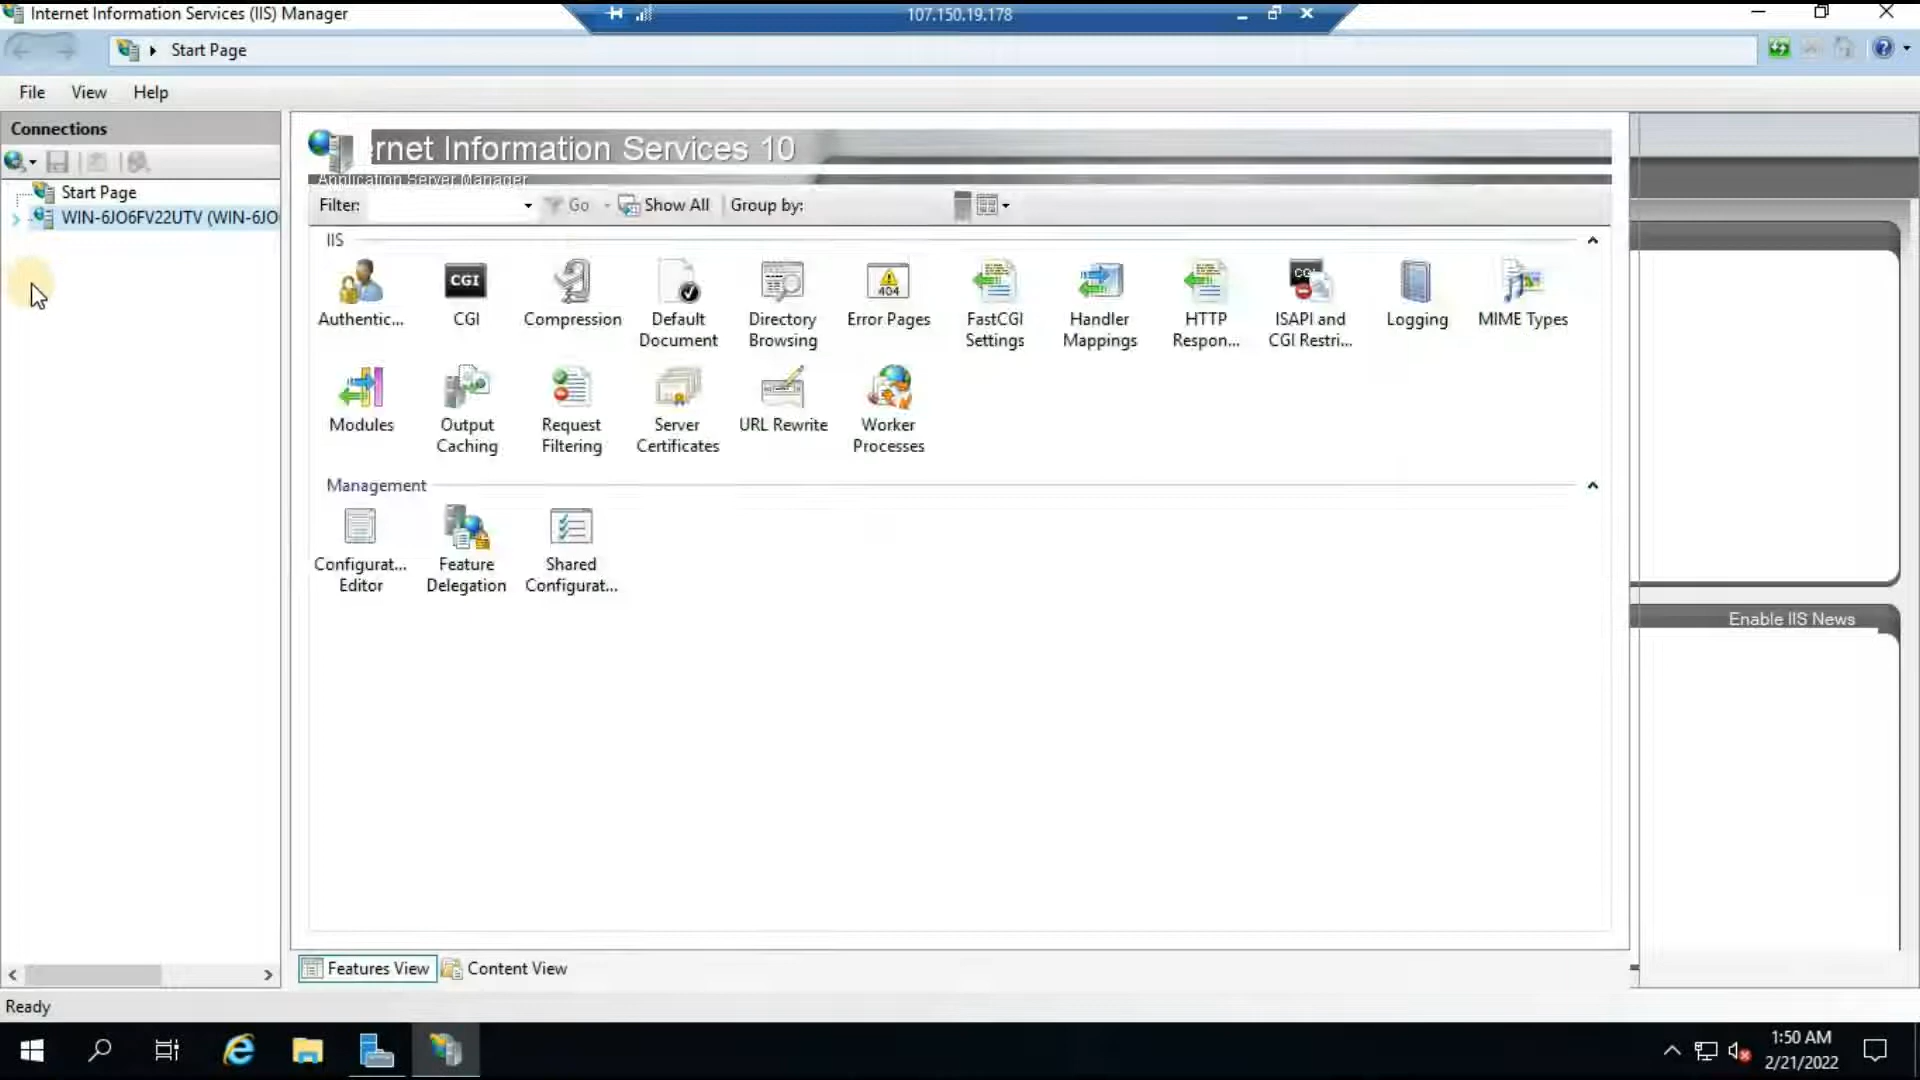 Internet Information Services (IIS) Manager
107.150.19.178
Start Page
File View Help
Connections
Start Page
WIN-6JO6FV22UTV (WIN-6JO
ernet Information Services 10
Application Server Manager
Filter: Go Show All Group by:
IIS
Authentic...
CGI
Compression
Default
Document
Directory
Browsing
Error Pages
FastCGI
Settings
Handler
Mappings
HTTP
Respon...
ISAPI and
CGI Restri...
Logging
MIME Types
Modules
Output
Caching
Request
Filtering
Server
Certificates
URL Rewrite
Worker
Processes
Management
Configurat...
Editor
Feature
Delegation
Shared
Configurat...
Enable IIS News
Features View Content View
Ready
1:50 AM
2/21/2022